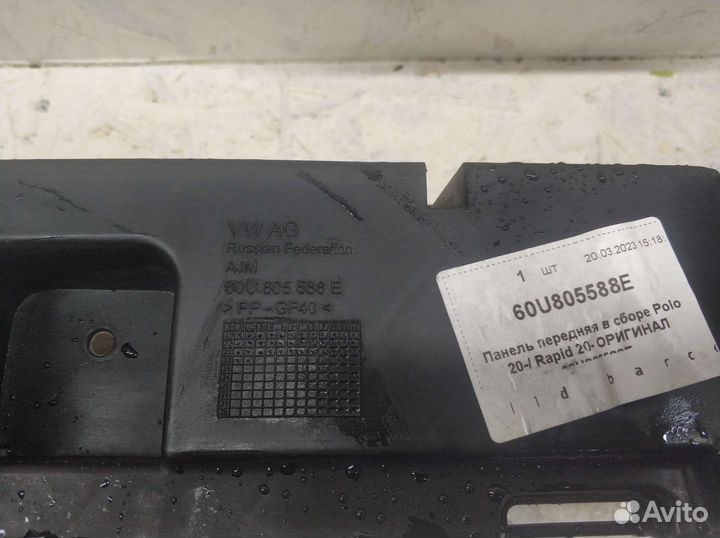 VW AG
Russian Federation
AJM
60U 805 588 E
> PP-GF40 <
1 шт 20.03.2023 15:18
60U805588E
Панель передняя в сборе Polo
20-/ Rapid 20-ОРИГИНАЛ
l i d b a r c
Avito